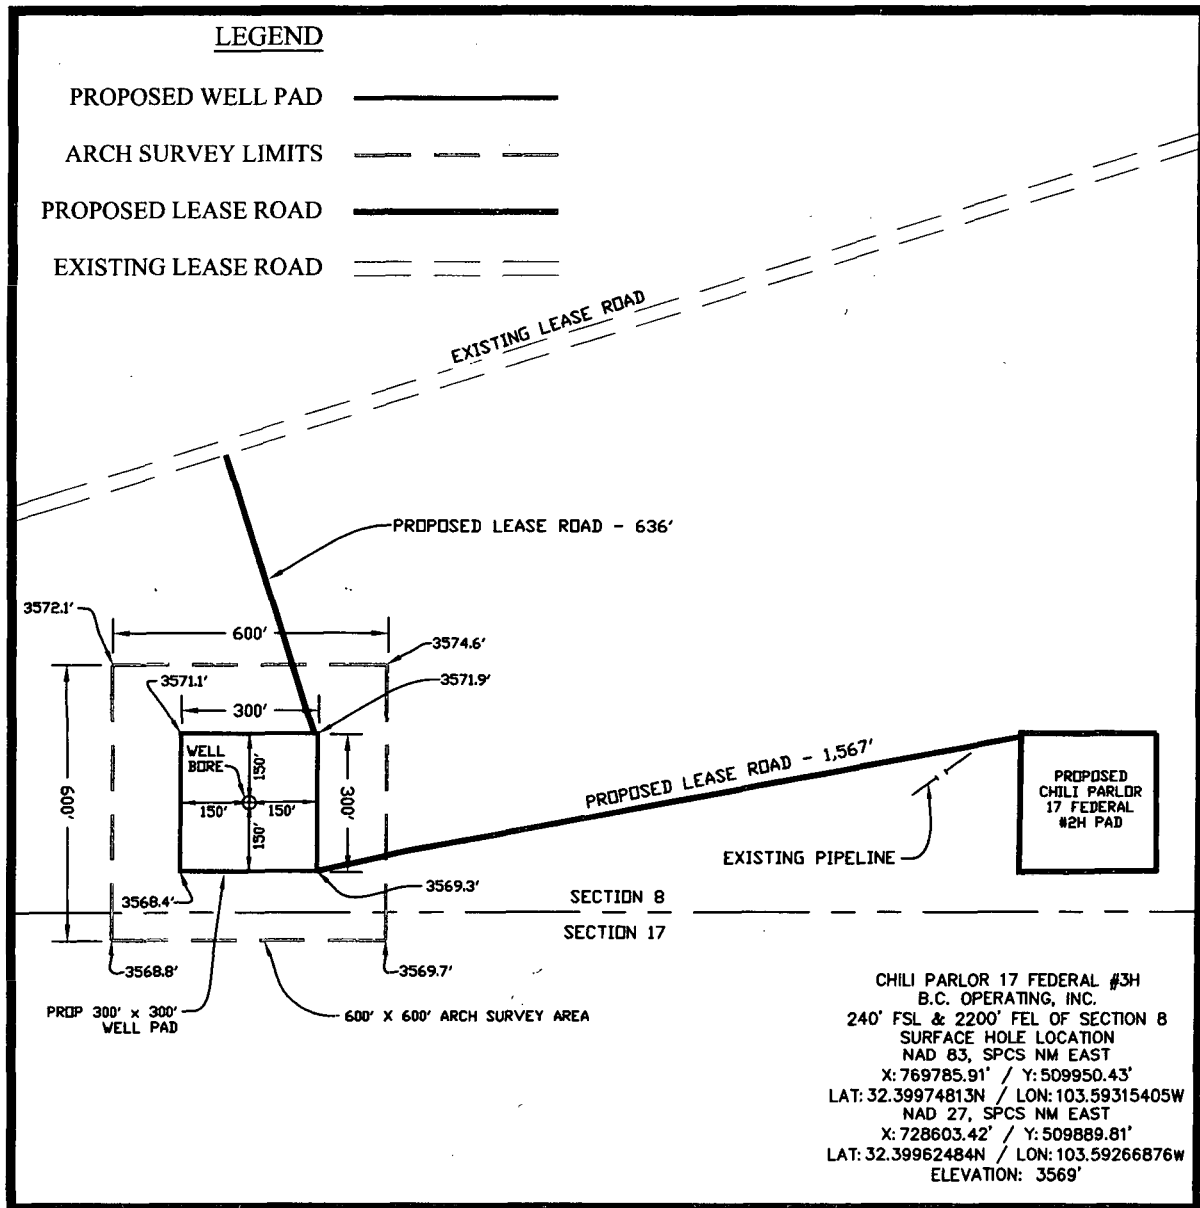 LEGEND
PROPOSED WELL PAD
ARCH SURVEY LIMITS
PROPOSED LEASE ROAD
EXISTING LEASE ROAD
EXISTING LEASE ROAD
PROPOSED LEASE ROAD - 636'
3572.1'
600'
3574.6'
3571.1'
3571.9'
300'
WELL
BORE
150'
150'
150'
150'
300'
600'
PROPOSED LEASE ROAD - 1,567'
PROPOSED
CHILI PARLOR
17 FEDERAL
#2H PAD
EXISTING PIPELINE
3569.3'
3568.4'
SECTION 8
SECTION 17
3568.8'
3569.7'
PROP 300' x 300'
WELL PAD
600' X 600' ARCH SURVEY AREA
CHILI PARLOR 17 FEDERAL #3H
B.C. OPERATING, INC.
240' FSL & 2200' FEL OF SECTION 8
SURFACE HOLE LOCATION
NAD 83, SPCS NM EAST
X: 769785.91' / Y: 509950.43'
LAT: 32.39974813N / LON: 103.59315405W
NAD 27, SPCS NM EAST
X: 728603.42' / Y: 509889.81'
LAT: 32.39962484N / LON: 103.59266876W
ELEVATION: 3569'